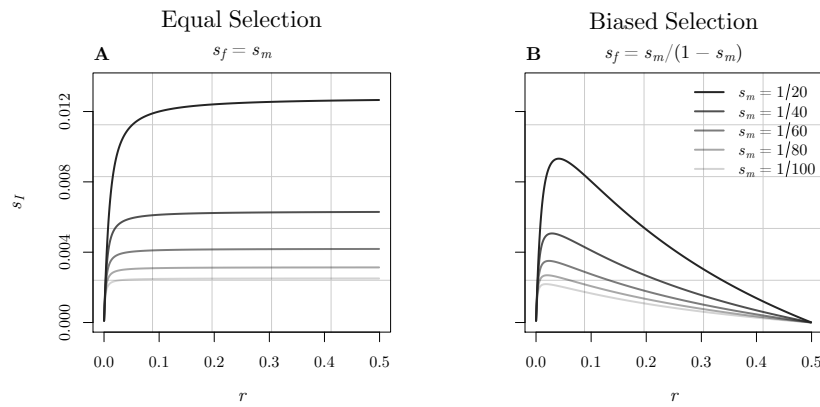 Equal Selection
A
s_f = s_m
0.012
0.008
0.004
0.000
s_I
0.0 0.1 0.2 0.3 0.4 0.5
r
Biased Selection
B
s_f = s_m/(1 − s_m)
s_m = 1/20
s_m = 1/40
s_m = 1/60
s_m = 1/80
s_m = 1/100
0.0 0.1 0.2 0.3 0.4 0.5
r